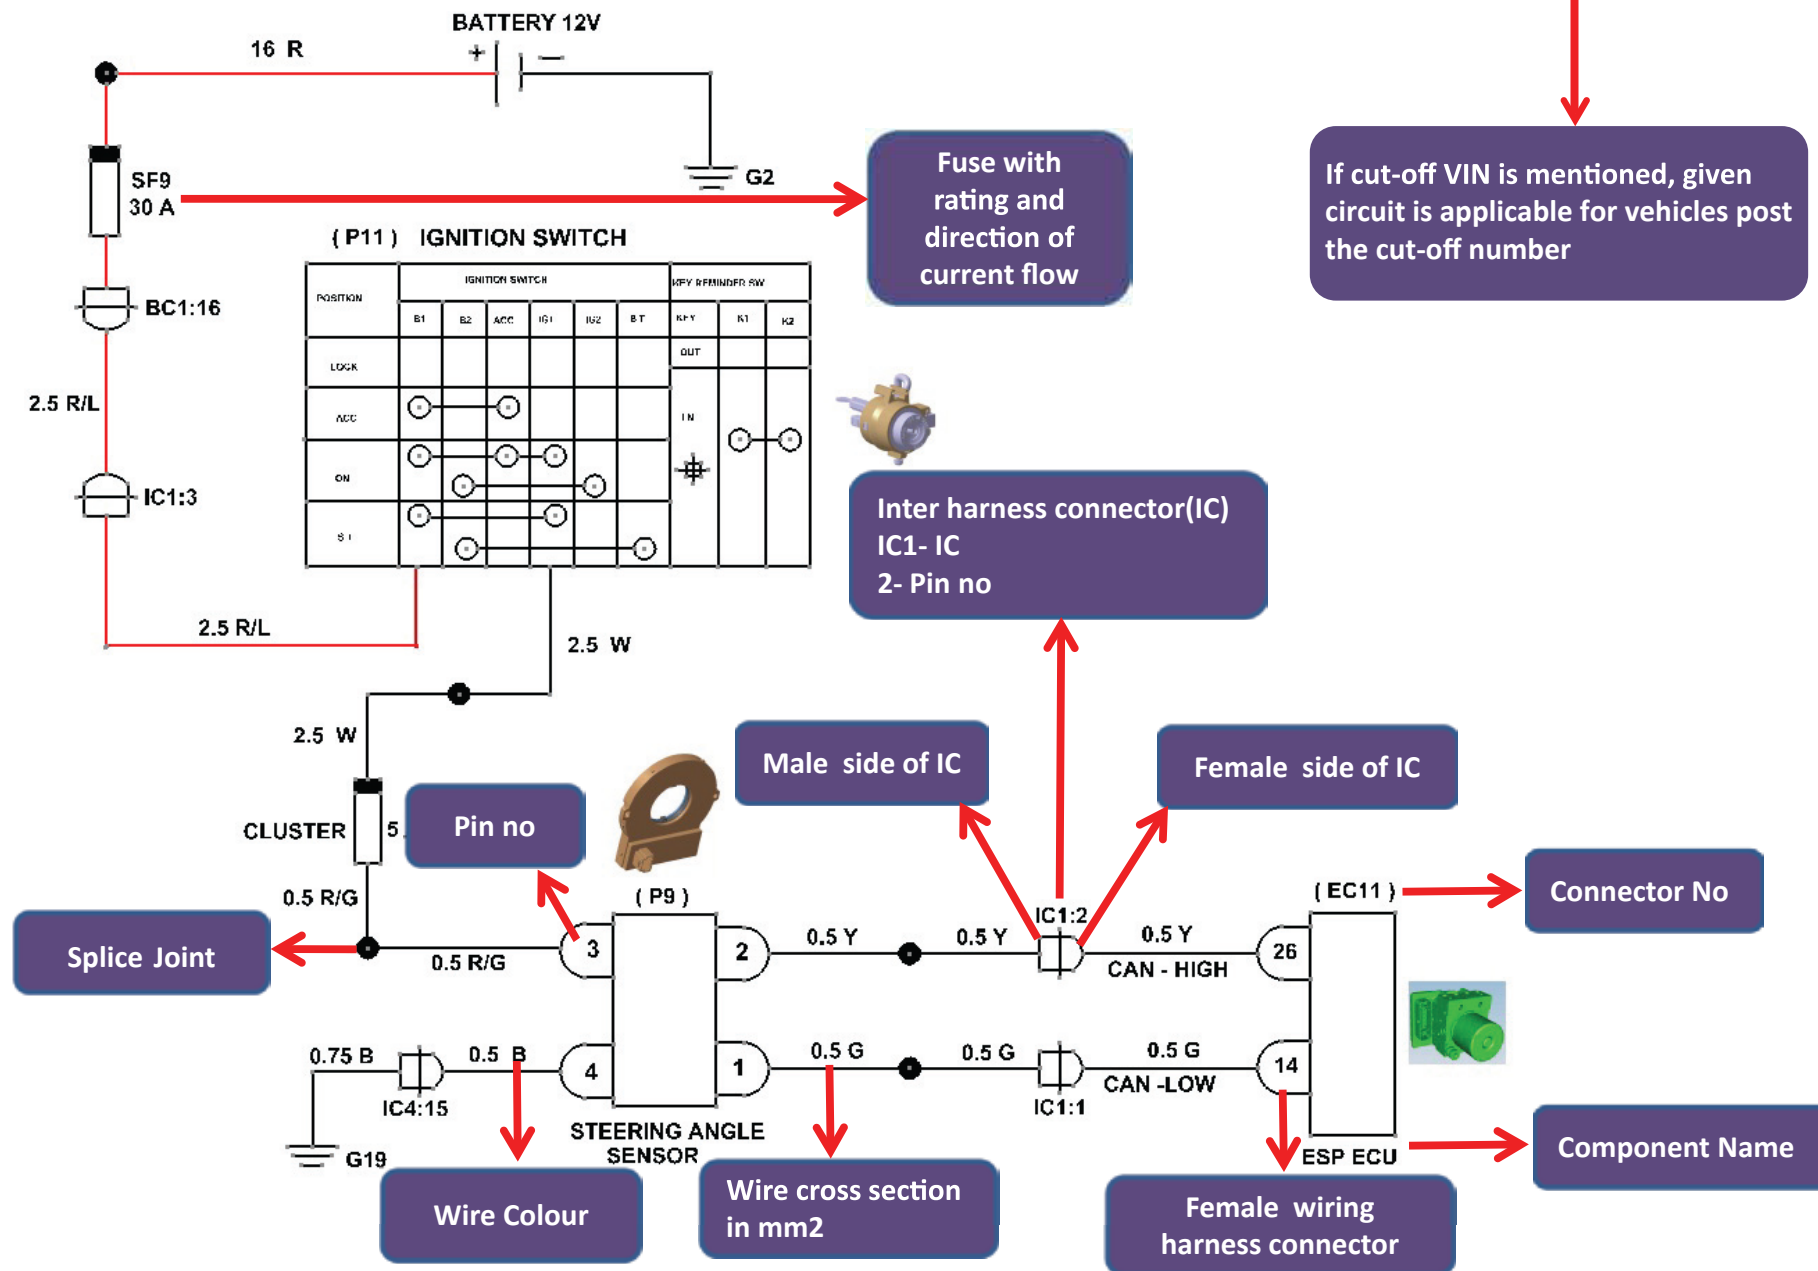 BATTERY 12V
16 R
+
G2
SF9
30 A
Fuse with
rating and
direction of
current flow
If cut-off VIN is mentioned, given
circuit is applicable for vehicles post
the cut-off number
( P11 ) IGNITION SWITCH
POSITION
IGNITION SWITCH
KEY REMINDER SW
B1 B2 ACC IG1 IG2 KEY K1 K2
LOCK
OUT
ACC
IN
ON
BC1:16
2.5 R/L
IC1:3
2.5 R/L
2.5 W
Inter harness connector(IC)
IC1- IC
2- Pin no
2.5 W
CLUSTER
5
Pin no
Male side of IC
Female side of IC
0.5 R/G
Splice Joint
0.5 R/G
( P9 )
3
2
0.5 Y
0.5 Y
IC1:2
0.5 Y
CAN - HIGH
26
( EC11 )
Connector No
0.75 B
0.5 B
IC4:15
4
1
0.5 G
0.5 G
IC1:1
0.5 G
CAN -LOW
14
G19
STEERING ANGLE
SENSOR
ESP ECU
Component Name
Wire Colour
Wire cross section
in mm2
Female wiring
harness connector